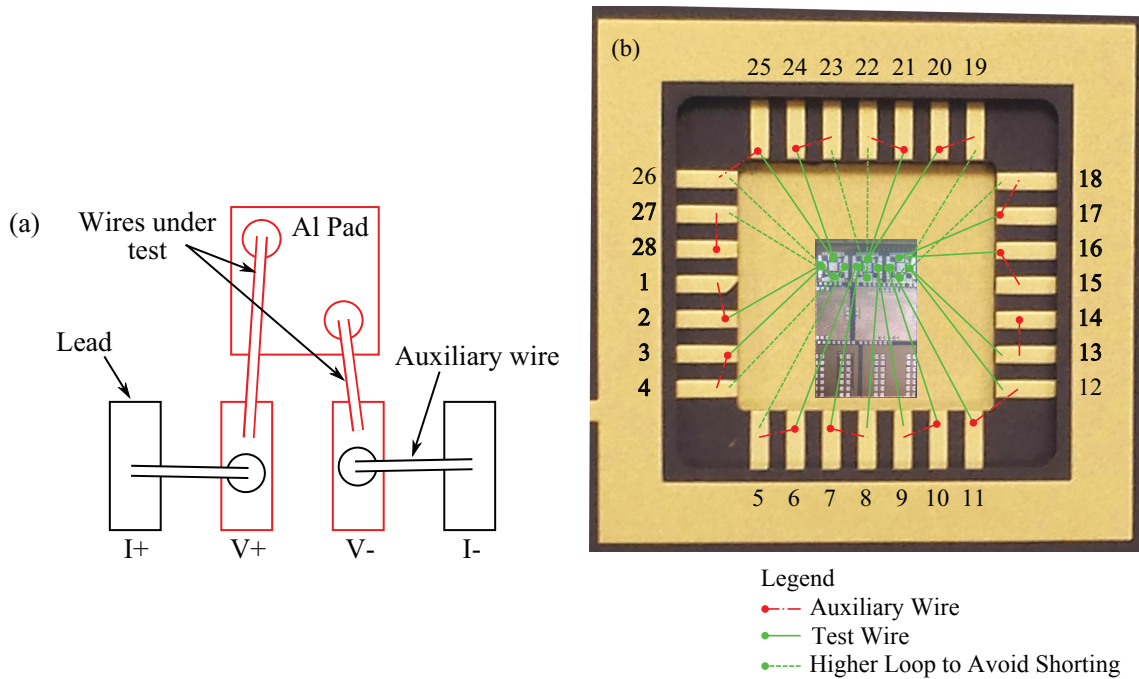 (a)
Wires under
test
Al Pad
Lead
Auxiliary wire
I+ V+ V- I-
(b)
25 24 23 22 21 20 19
26 18
27 17
28 16
1 15
2 14
3 13
4 12
5 6 7 8 9 10 11
Legend
Auxiliary Wire
Test Wire
Higher Loop to Avoid Shorting